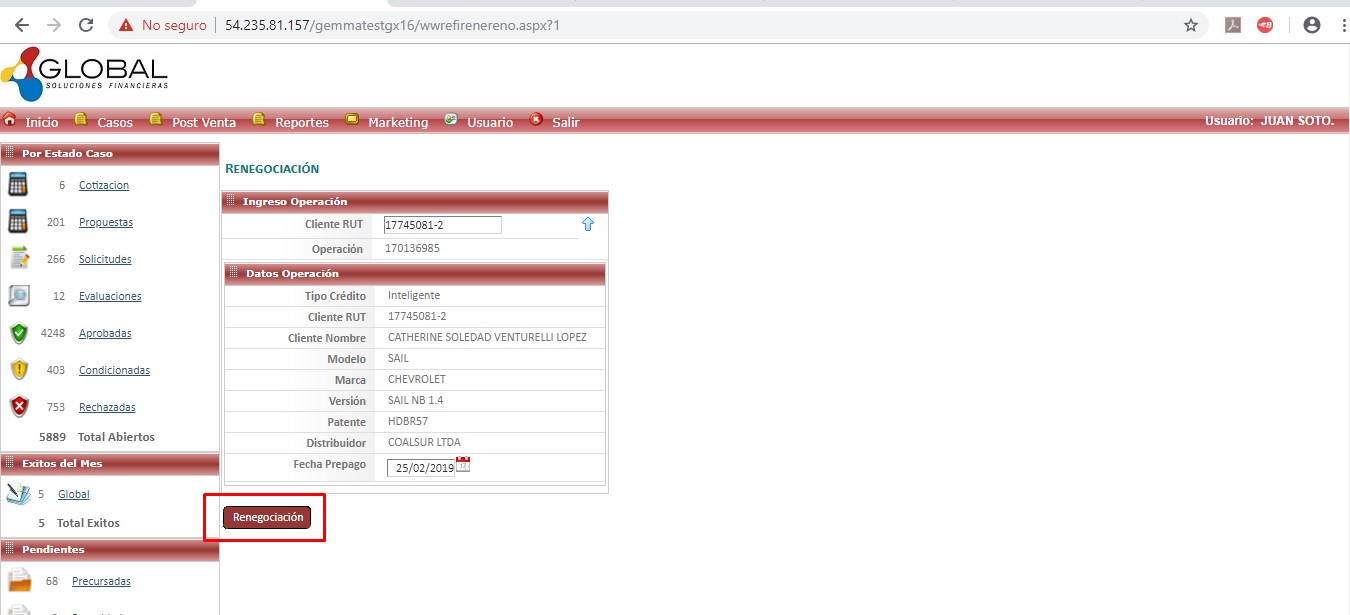 No seguro | 54.235.81.157/gemmatestgx16/wwrefirenereno.aspx?1
GLOBAL
SOLUCIONES FINANCIERAS
Inicio Casos Post Venta Reportes Marketing Usuario Salir Usuario: JUAN SOTO.
Por Estado Caso
6 Cotizacion
201 Propuestas
266 Solicitudes
12 Evaluaciones
4248 Aprobadas
403 Condicionadas
753 Rechazadas
5889 Total Abiertos
Exitos del Mes
5 Global
5 Total Exitos
Pendientes
68 Precursadas
RENEGOCIACIÓN
Ingreso Operación
Cliente RUT 17745081-2
Operación 170136985
Datos Operación
Tipo Crédito Inteligente
Cliente RUT 17745081-2
Cliente Nombre CATHERINE SOLEDAD VENTURELLI LOPEZ
Modelo SAIL
Marca CHEVROLET
Versión SAIL NB 1.4
Patente HDBR57
Distribuidor COALSUR LTDA
Fecha Prepago 25/02/2019
Renegociación